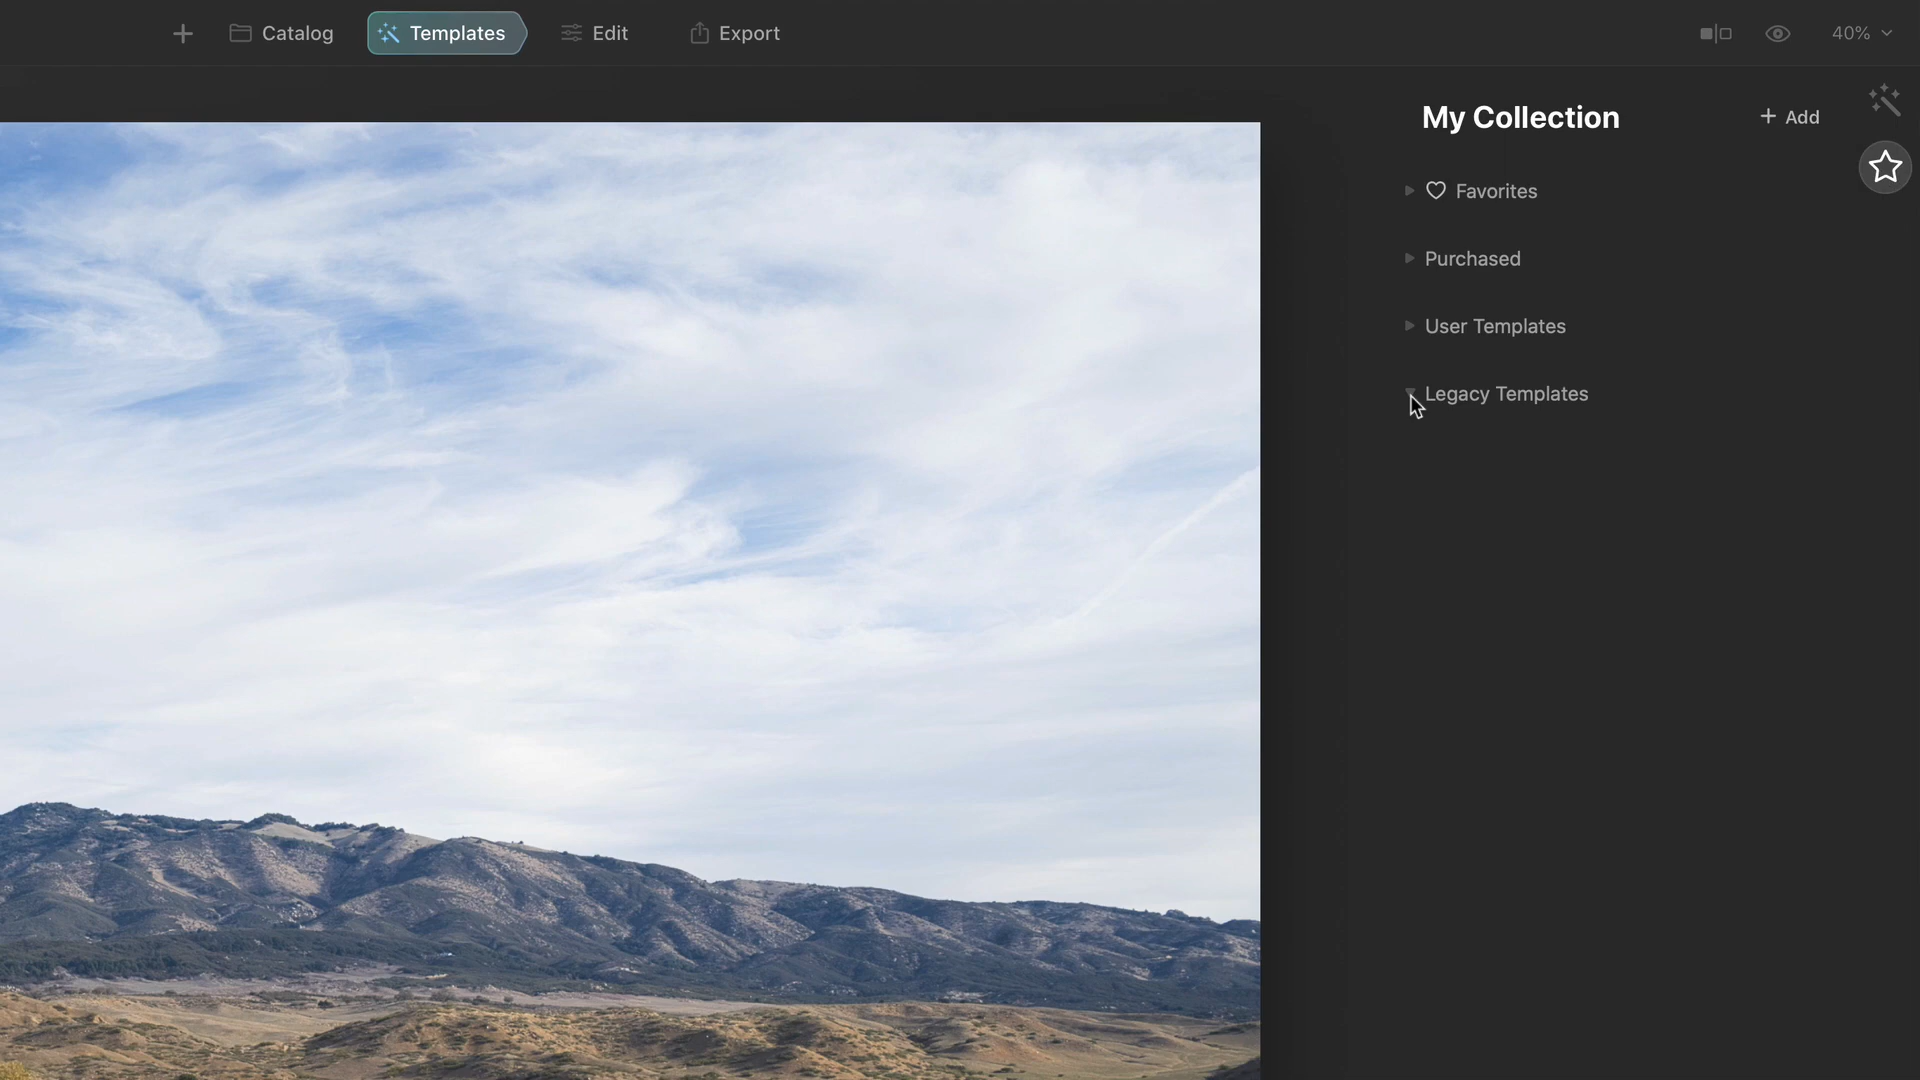 Catalog
Templates
Edit
Export
40%
My Collection
Add
Favorites
Purchased
User Templates
Legacy Templates